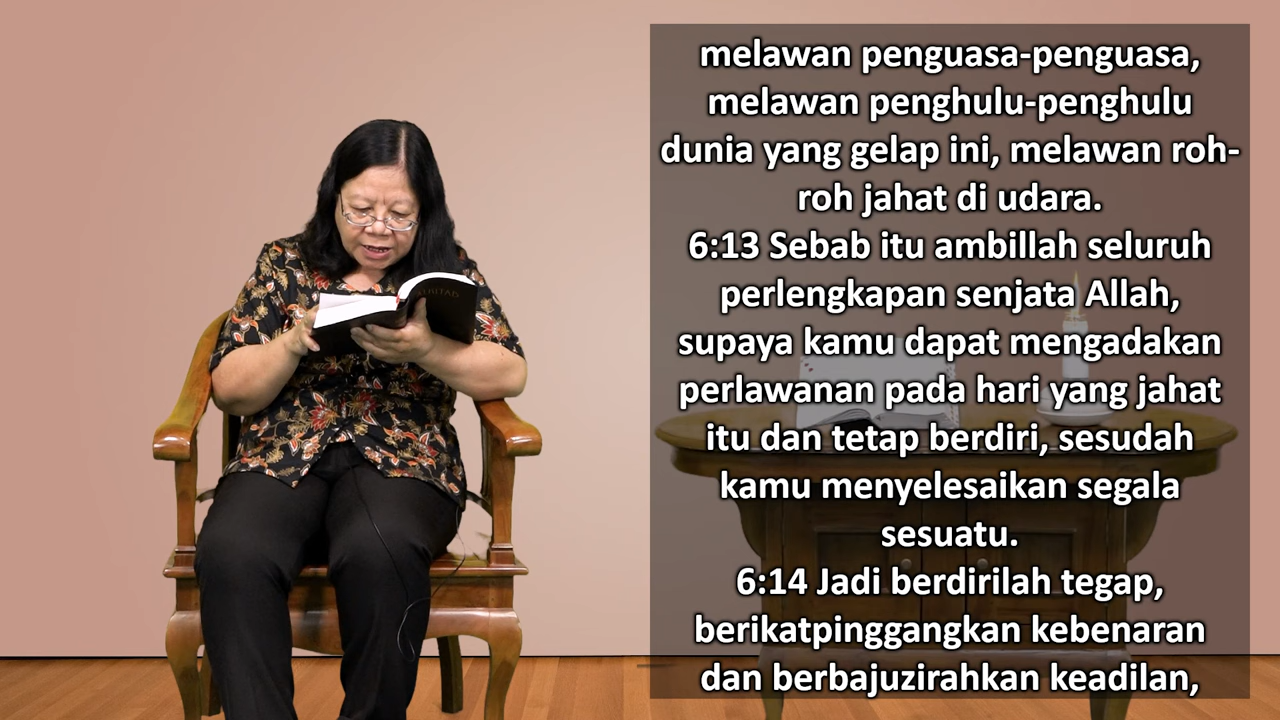 melawan penguasa-penguasa,
melawan penghulu-penghulu
dunia yang gelap ini, melawan roh-
roh jahat di udara.
6:13 Sebab itu ambillah seluruh
perlengkapan senjata Allah,
supaya kamu dapat mengadakan
perlawanan pada hari yang jahat
itu dan tetap berdiri, sesudah
kamu menyelesaikan segala
sesuatu.
6:14 Jadi berdirilah tegap,
berikatpinggangkan kebenaran
dan berbajuzirahkan keadilan,